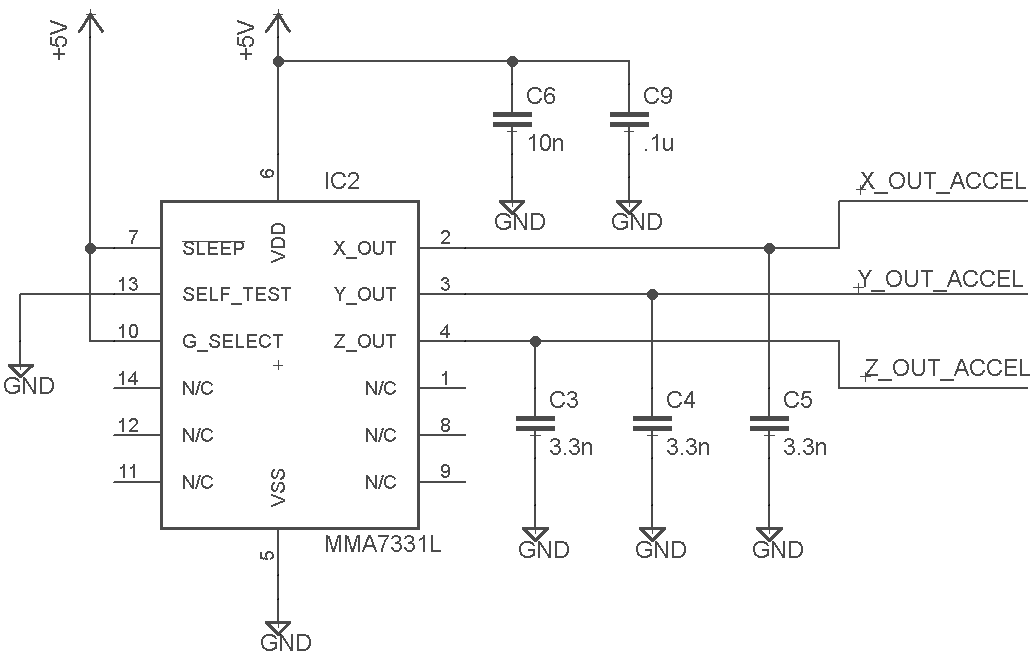 +5V
+5V
C6
10n
C9
.1u
GND
GND
6
IC2
X_OUT_ACCEL
Y_OUT_ACCEL
Z_OUT_ACCEL
7
SLEEP
VDD
X_OUT
2
13
SELF_TEST
Y_OUT
3
10
G_SELECT
Z_OUT
4
GND
14
N/C
N/C
1
12
N/C
N/C
8
11
N/C
VSS
N/C
9
C3
3.3n
C4
3.3n
C5
3.3n
MMA7331L
GND
GND
GND
5
GND